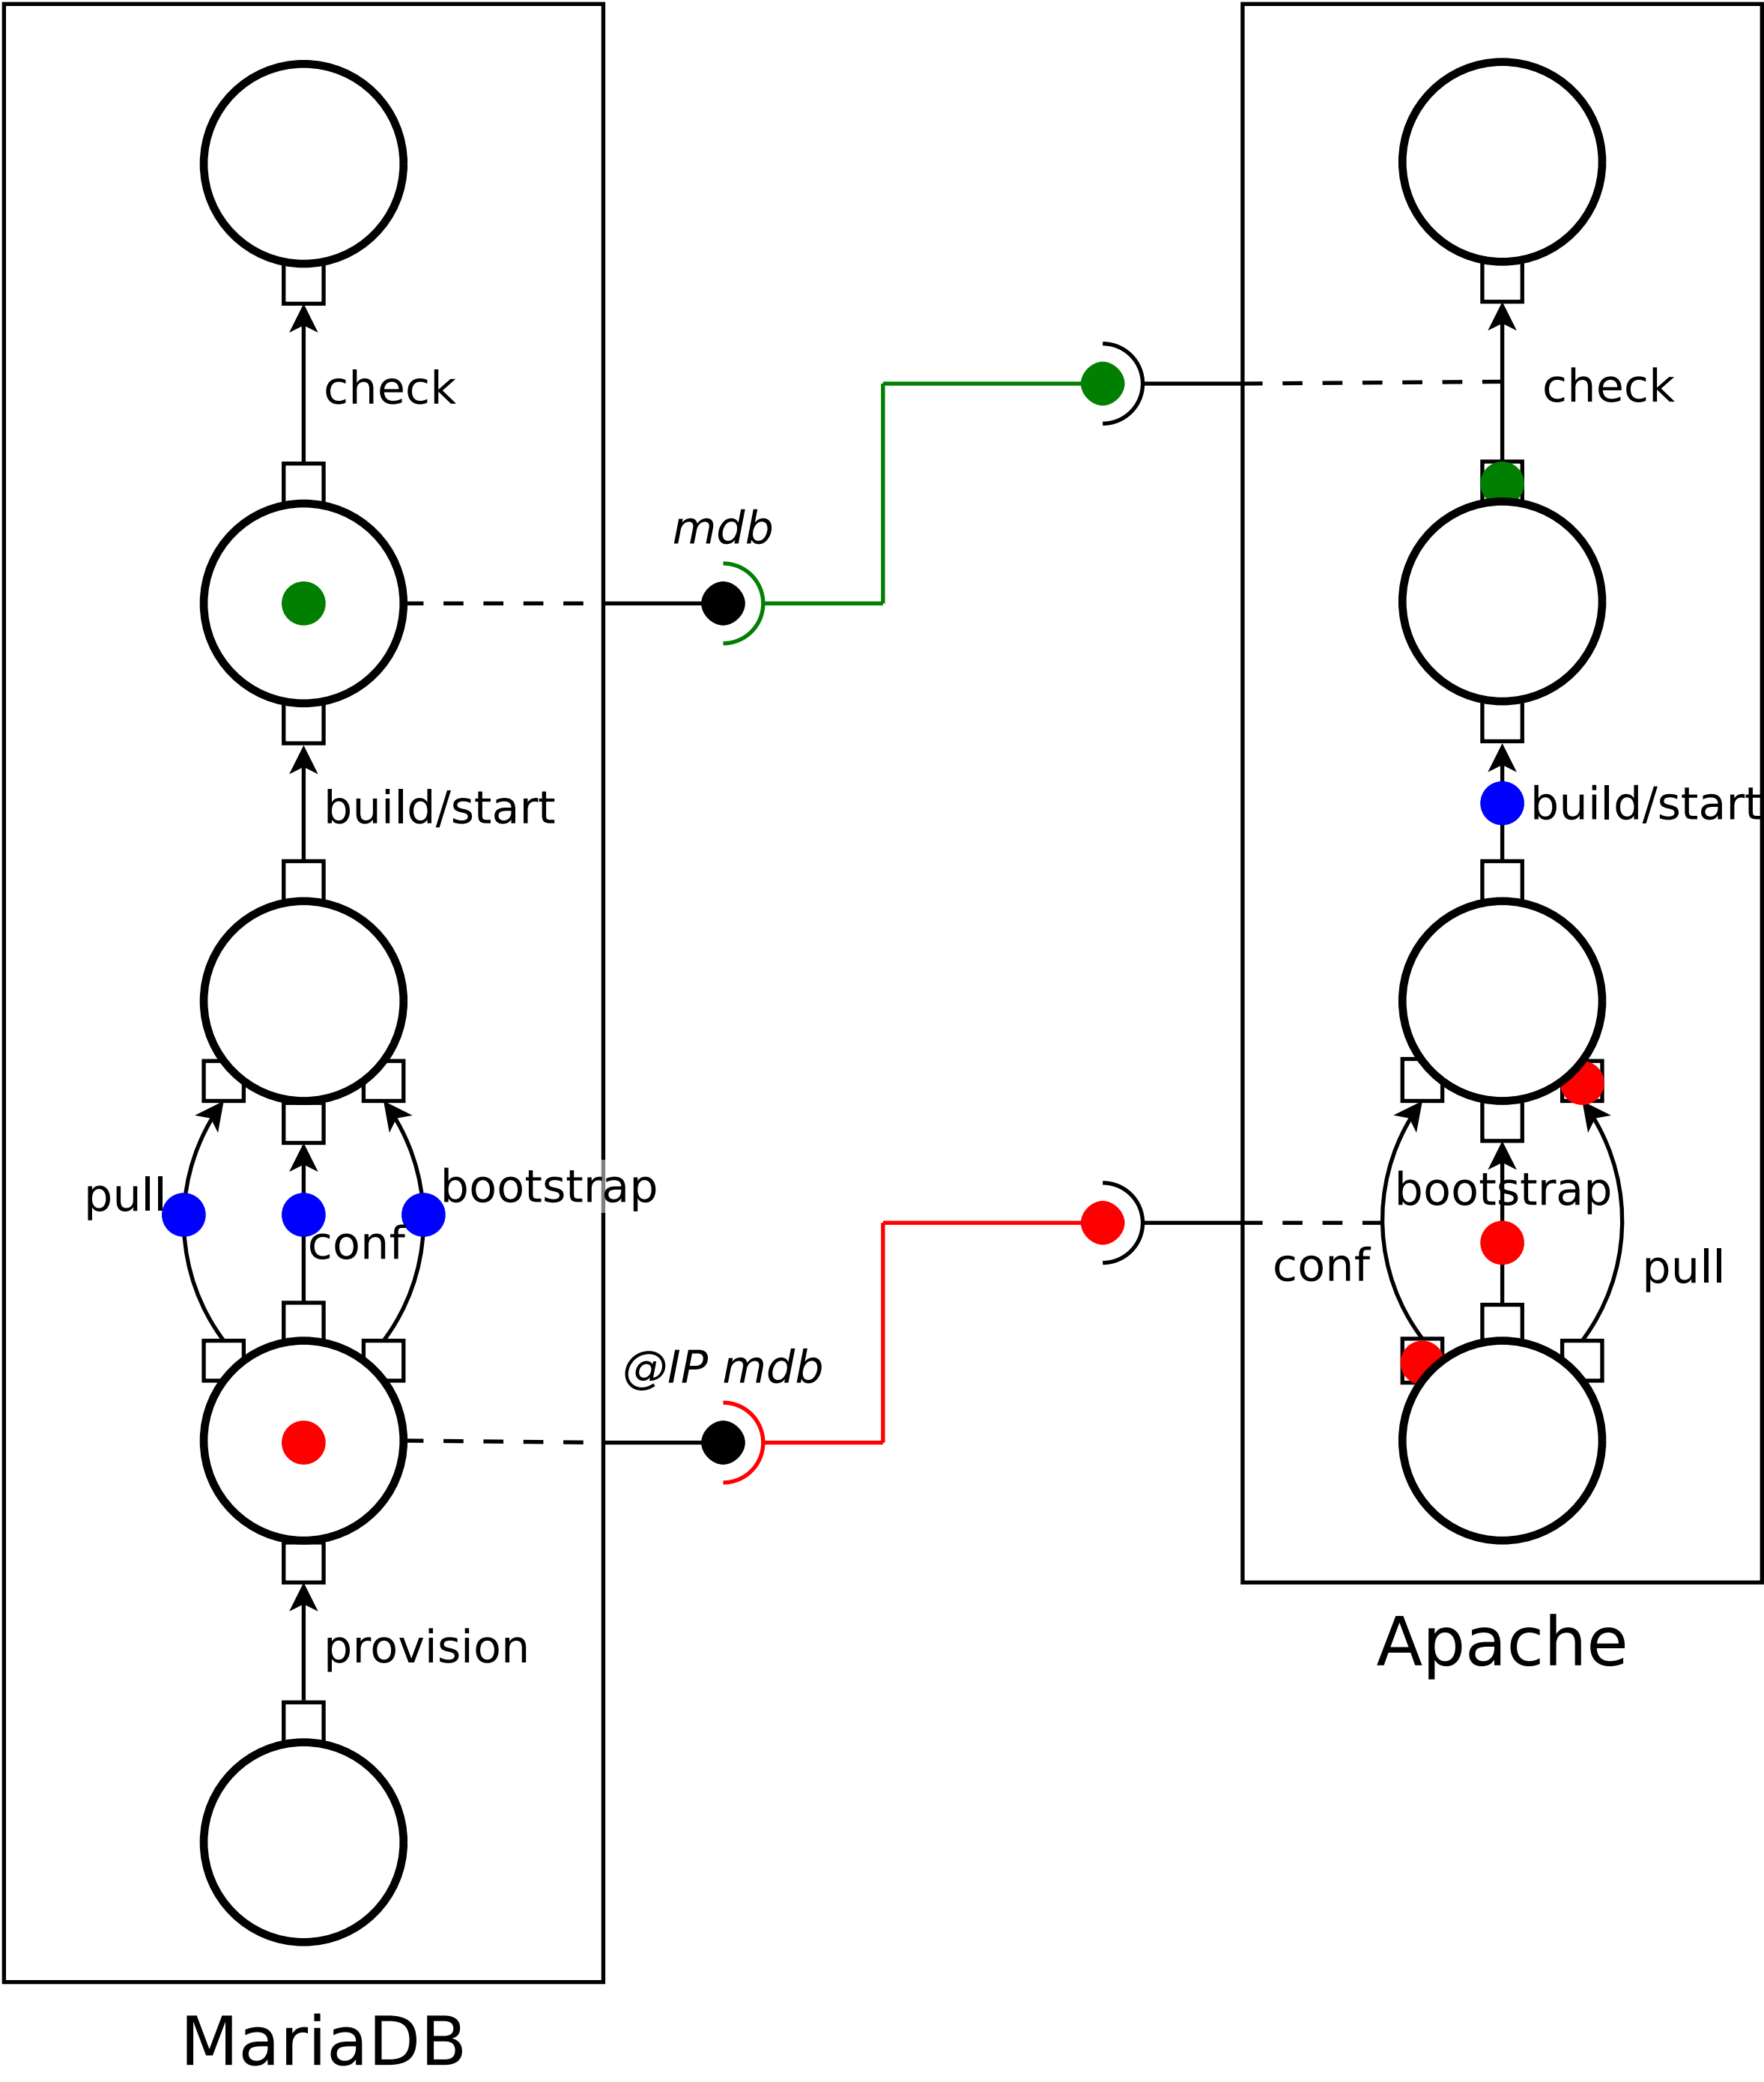 check
check
mdb
build/start
build/start
pull
bootstrap
conf
bootstrap
conf
pull
@IP mdb
provision
Apache
MariaDB